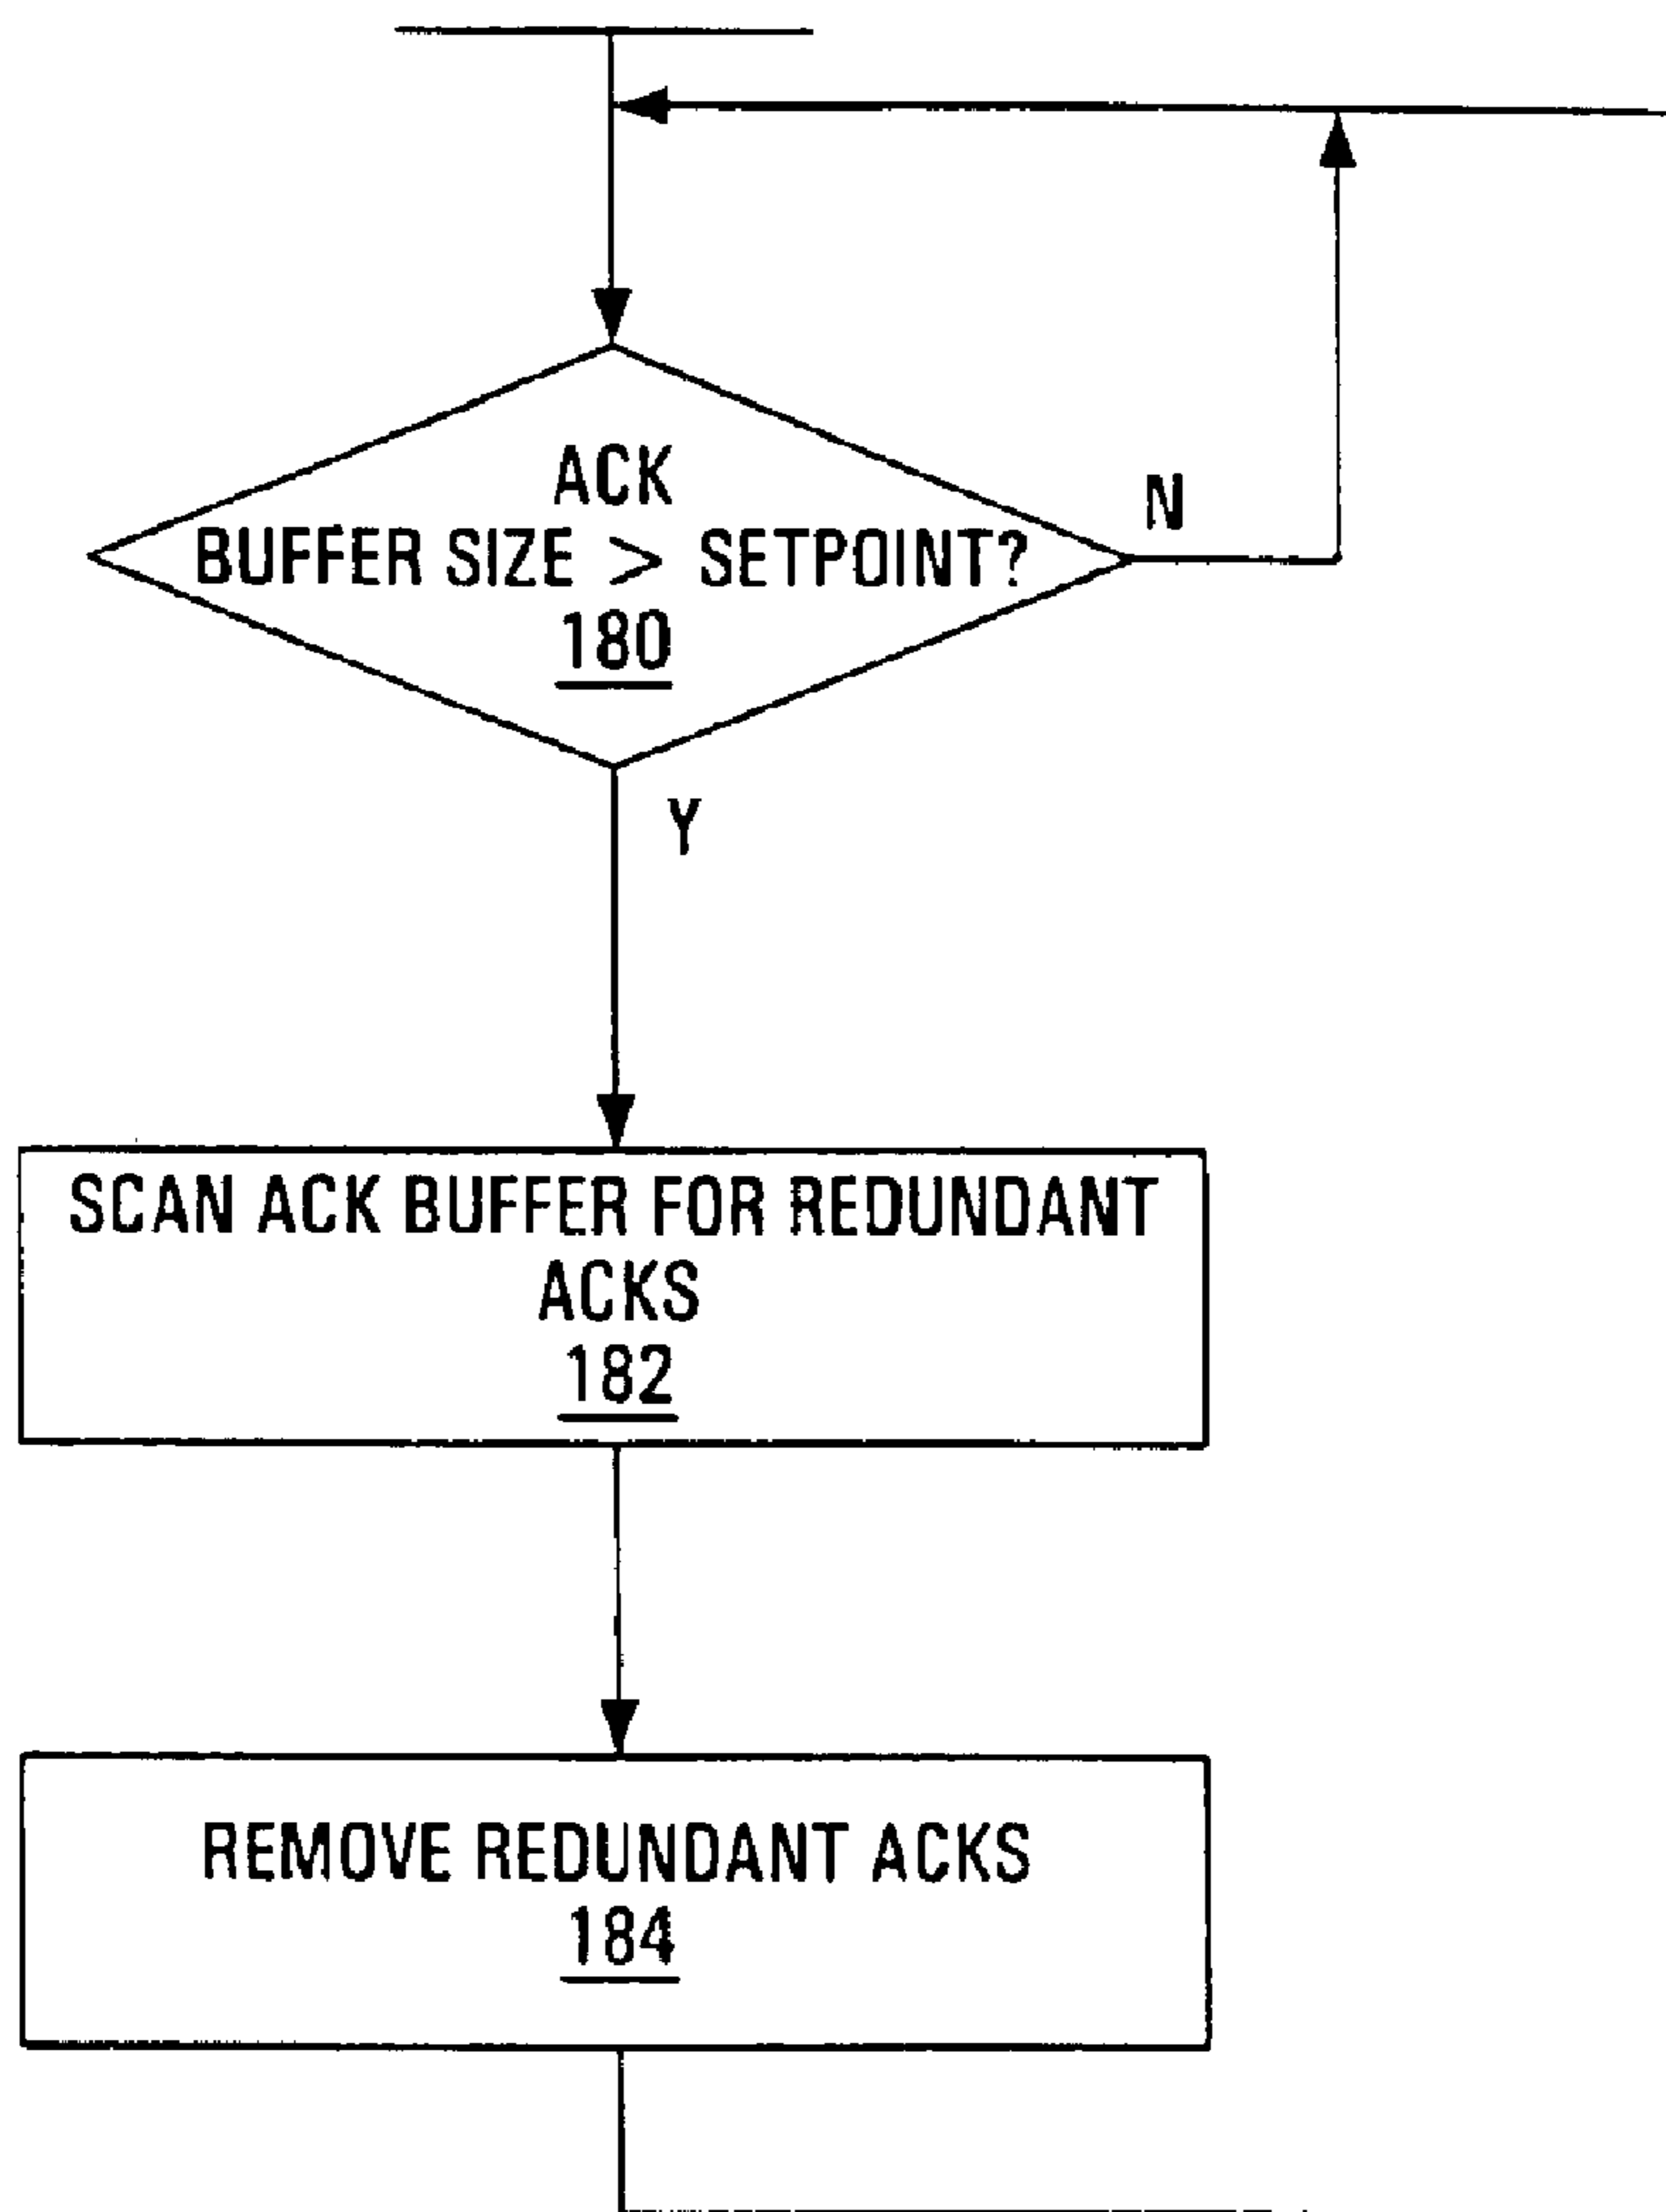 ACK
BUFFER SIZE > SETPOINT?
180
N
Y
SCAN ACK BUFFER FOR REDUNDANT
ACKS
182
REMOVE REDUNDANT ACKS
184